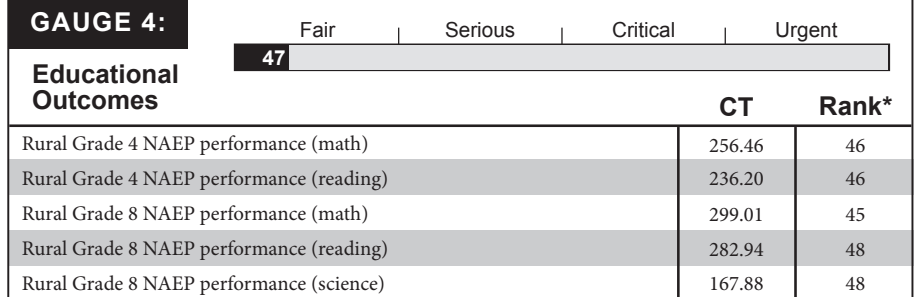 GAUGE 4:
Fair | Serious | Critical | Urgent
47
Educational
Outcomes
CT Rank*
Rural Grade 4 NAEP performance (math) 256.46 46
Rural Grade 4 NAEP performance (reading) 236.20 46
Rural Grade 8 NAEP performance (math) 299.01 45
Rural Grade 8 NAEP performance (reading) 282.94 48
Rural Grade 8 NAEP performance (science) 167.88 48